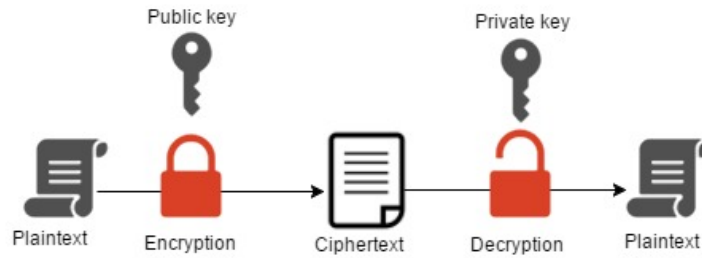 Public key
Private key
Plaintext
Encryption
Ciphertext
Decryption
Plaintext